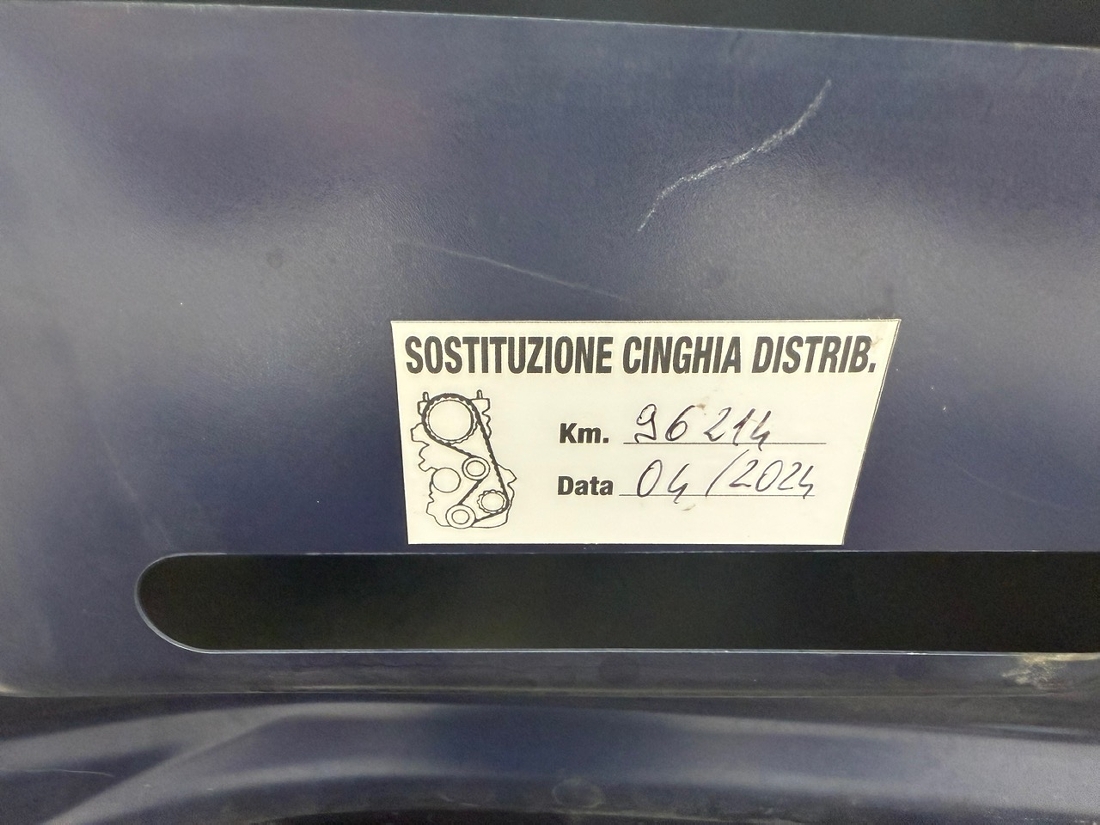 SOSTITUZIONE CINGHIA DISTRIB.
Km. 96214
Data 04/2024